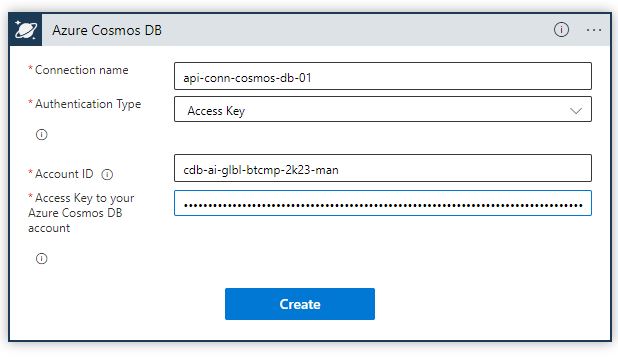 Azure Cosmos DB
* Connection name
api-conn-cosmos-db-01
* Authentication Type
Access Key
* Account ID
cdb-ai-glbl-btcmp-2k23-man
* Access Key to your
Azure Cosmos DB
account
Create